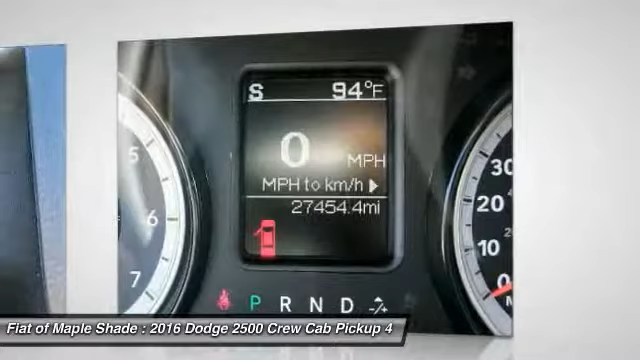 S 94°F
0 MPH
MPH to km/h
27454.4mi
5
6
7
30
20
10
0
P R N D
Fiat of Maple Shade : 2016 Dodge 2500 Crew Cab Pickup 4